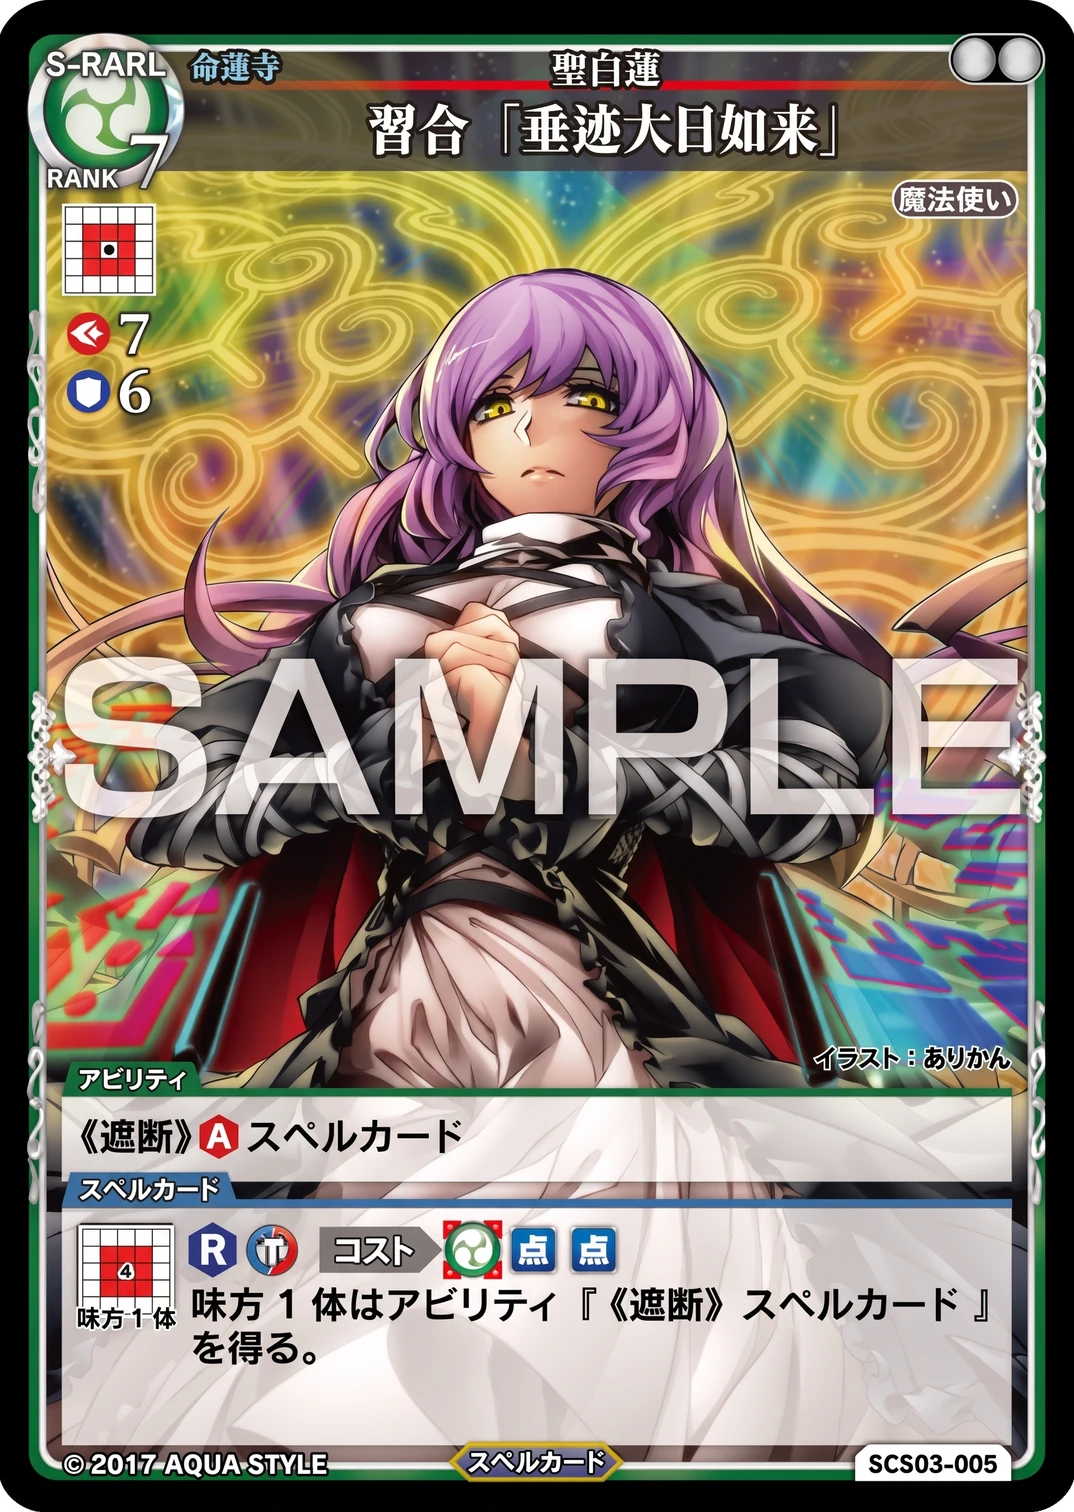 S-RARL
命蓮寺
聖白蓮
習合「垂迹大日如来」
RANK 7
魔法使い
7
6
SAMPLE
イラスト：ありかん
アビリティ
《遮断》A スペルカード
スペルカード
4
味方1体
R T コスト 点 点
味方 1 体はアビリティ『《遮断》スペルカード 』
を得る。
© 2017 AQUA STYLE
スペルカード
SCS03-005